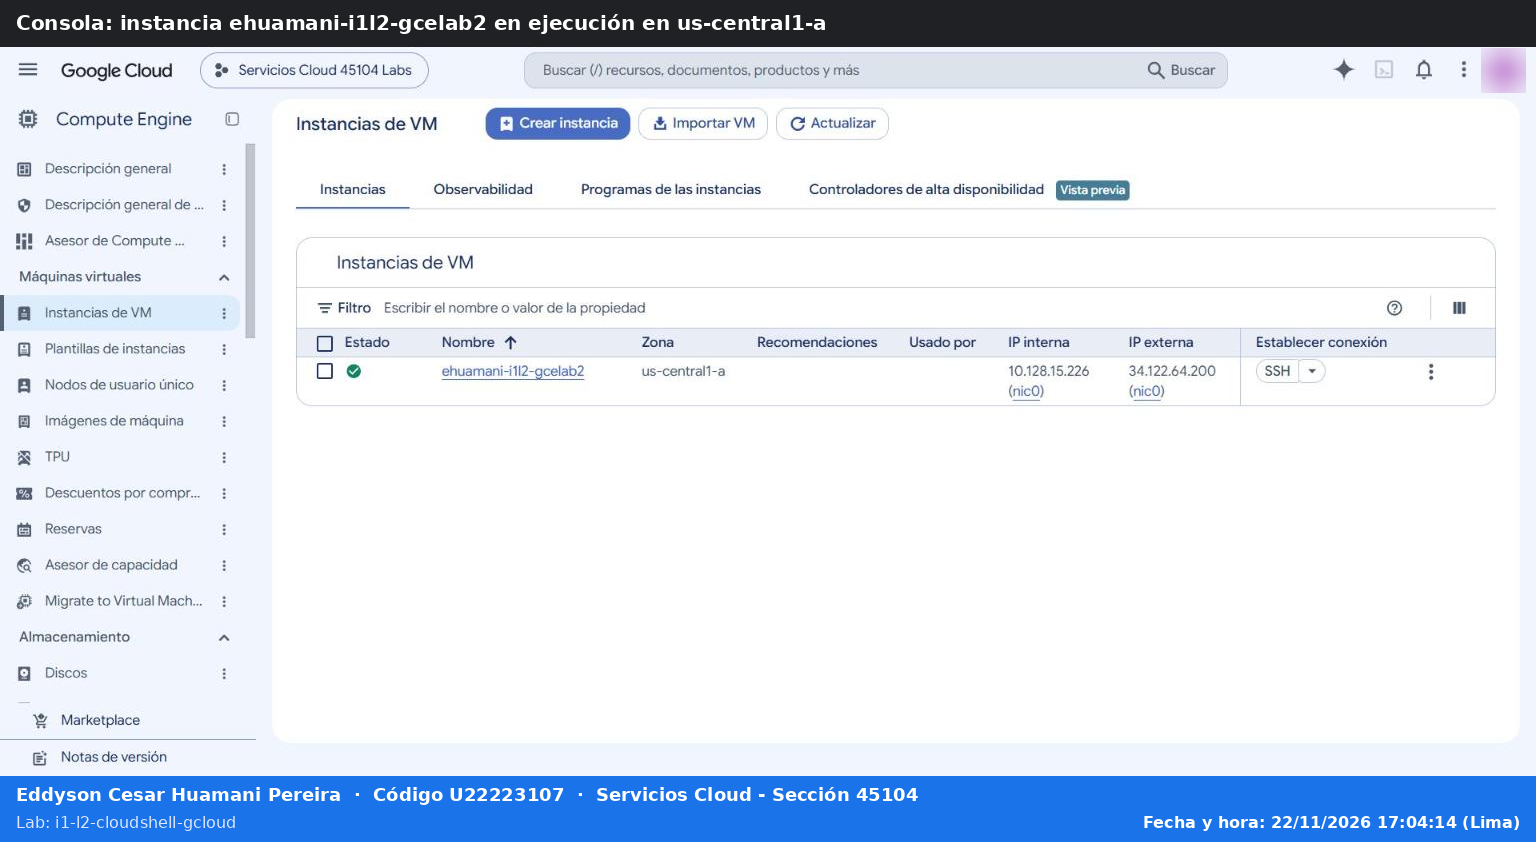 Consola: instancia ehuamani-i1l2-gcelab2 en ejecución en us-central1-a
Google Cloud
Servicios Cloud 45104 Labs
Buscar (/) recursos, documentos, productos y más
Buscar
Compute Engine
Descripción general
Descripción general de ...
Asesor de Compute ...
Máquinas virtuales
Instancias de VM
Plantillas de instancias
Nodos de usuario único
Imágenes de máquina
TPU
Descuentos por compr...
Reservas
Asesor de capacidad
Migrate to Virtual Mach...
Almacenamiento
Discos
Marketplace
Notas de versión
Instancias de VM
Crear instancia
Importar VM
Actualizar
Instancias
Observabilidad
Programas de las instancias
Controladores de alta disponibilidad
Vista previa
Instancias de VM
Filtro Escribir el nombre o valor de la propiedad
Estado Nombre Zona Recomendaciones Usado por IP interna IP externa Establecer conexión
ehuamani-i1l2-gcelab2 us-central1-a 10.128.15.226 34.122.64.200 SSH
(nic0) (nic0)
Eddyson Cesar Huamani Pereira · Código U22223107 · Servicios Cloud - Sección 45104
Lab: i1-l2-cloudshell-gcloud
Fecha y hora: 22/11/2026 17:04:14 (Lima)